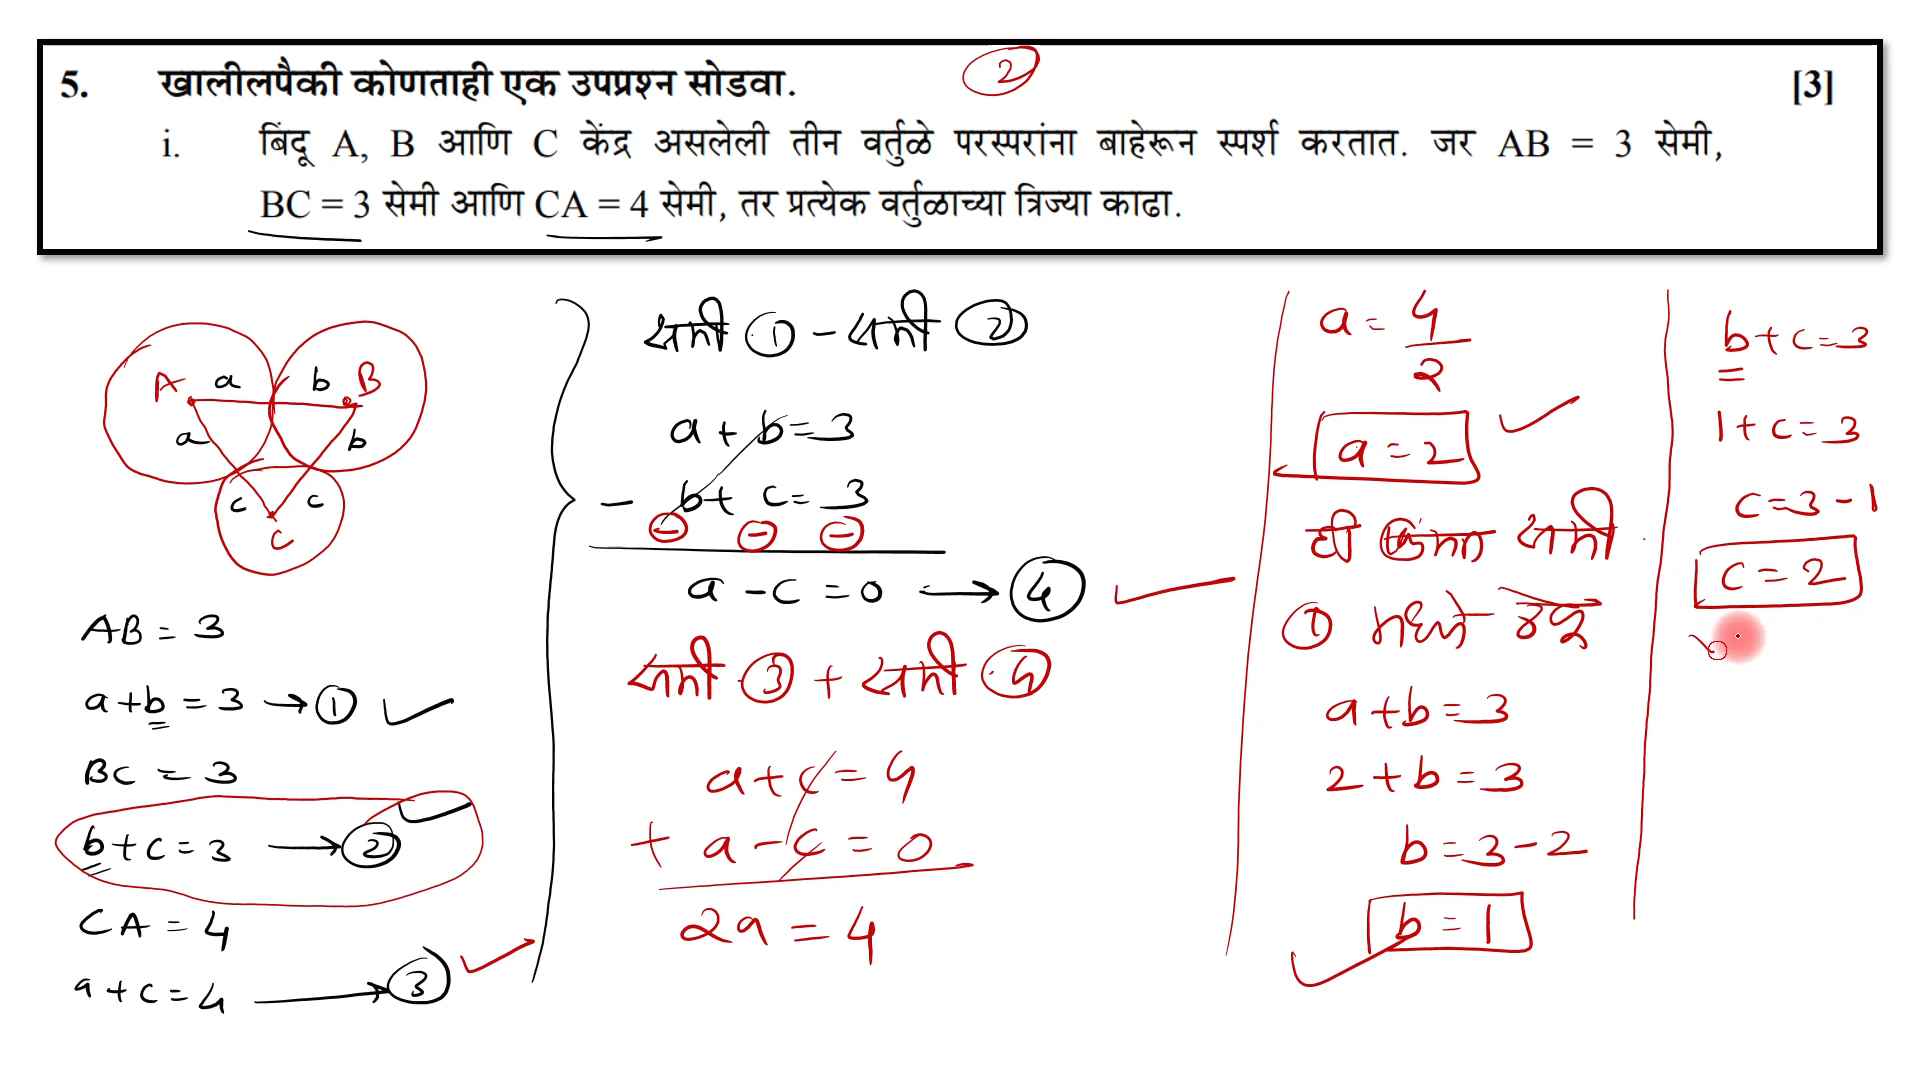 5. खालीलपैकी कोणताही एक उपप्रश्न सोडवा. [3]
2
i. बिंदू A, B आणि C केंद्र असलेली तीन वर्तुळे परस्परांना बाहेरून स्पर्श करतात. जर AB = 3 सेमी,
BC = 3 सेमी आणि CA = 4 सेमी, तर प्रत्येक वर्तुळाच्या त्रिज्या काढा.
A a b B
a b
c c
C
AB = 3
a+b = 3 → 1
BC = 3
b+c = 3 → 2
CA = 4
a+c = 4 → 3
समी 1 - समी 2
a + b = 3
- b + c = 3
- - -
a - c = 0 → 4
समी 3 + समी 4
a + c = 4
+ a - c = 0
2a = 4
a = 4
2
a = 2
ही किंमत समी
1 मध्ये ठेवू
a + b = 3
2 + b = 3
b = 3 - 2
b = 1
b + c = 3
1 + c = 3
c = 3 - 1
c = 2